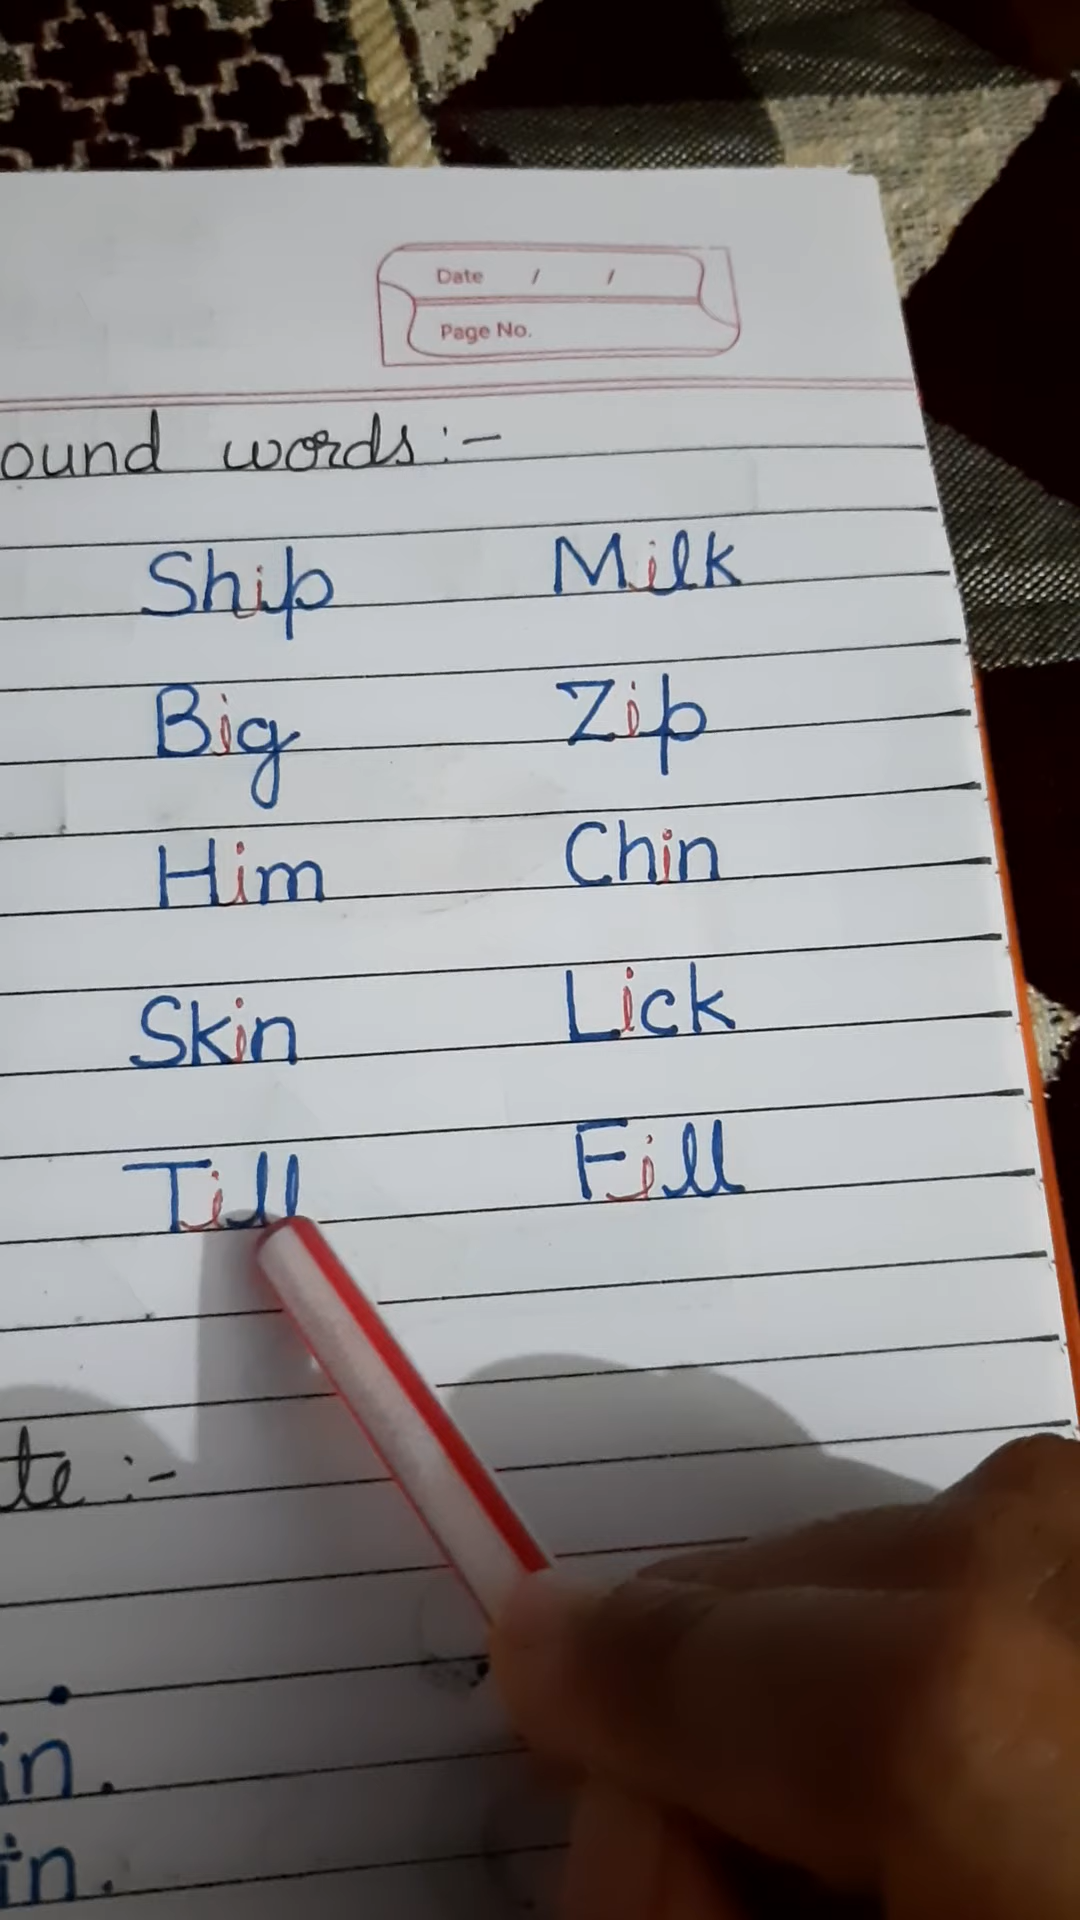 Date / /
Page No.
ound words:-
Ship Milk
Big Zip
Him Chin
Skin Lick
Till Fill
te :-
in.
in.